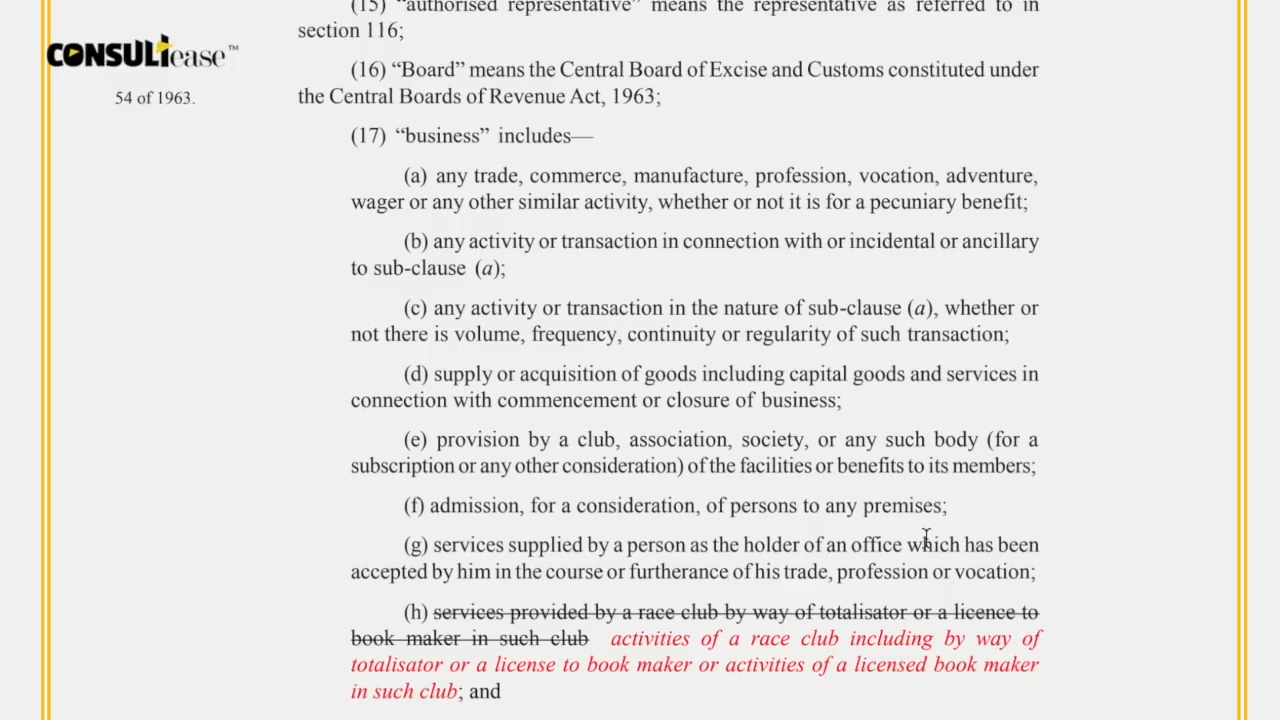 (15) “authorised representative” means the representative as referred to in
section 116;
CONSULTease™
(16) “Board” means the Central Board of Excise and Customs constituted under
54 of 1963.
the Central Boards of Revenue Act, 1963;
(17) “business” includes—
(a) any trade, commerce, manufacture, profession, vocation, adventure,
wager or any other similar activity, whether or not it is for a pecuniary benefit;
(b) any activity or transaction in connection with or incidental or ancillary
to sub-clause (a);
(c) any activity or transaction in the nature of sub-clause (a), whether or
not there is volume, frequency, continuity or regularity of such transaction;
(d) supply or acquisition of goods including capital goods and services in
connection with commencement or closure of business;
(e) provision by a club, association, society, or any such body (for a
subscription or any other consideration) of the facilities or benefits to its members;
(f) admission, for a consideration, of persons to any premises;
(g) services supplied by a person as the holder of an office which has been
accepted by him in the course or furtherance of his trade, profession or vocation;
(h) services provided by a race club by way of totalisator or a licence to
book maker in such club activities of a race club including by way of
totalisator or a license to book maker or activities of a licensed book maker
in such club; and